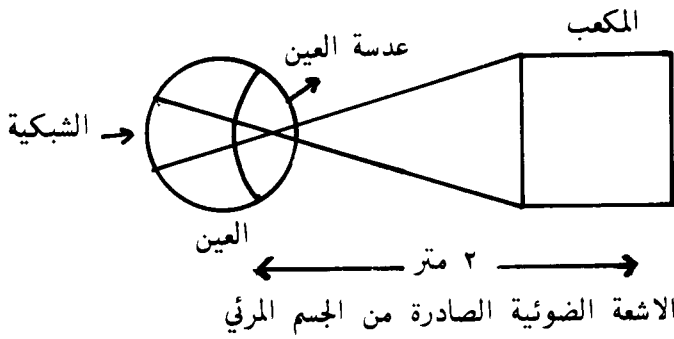 المكعب
عدسة العين
الشبكية
العين
٢ متر
الاشعة الضوئية الصادرة من الجسم المرئي